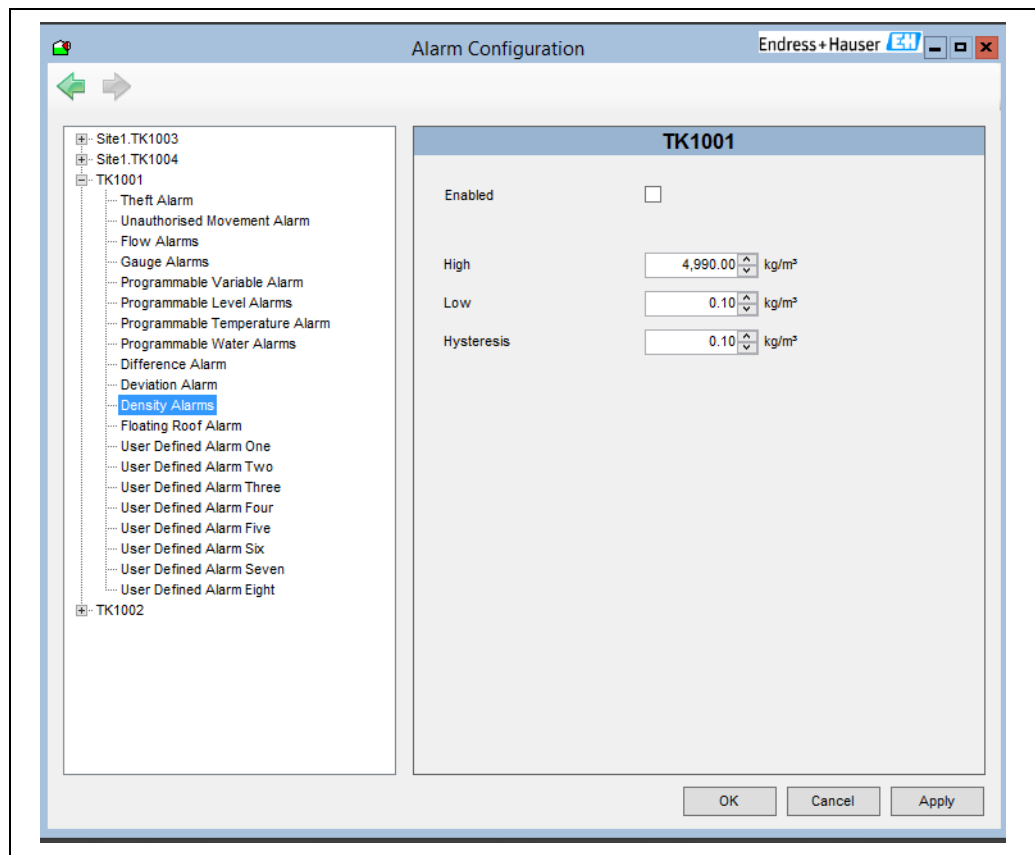 Alarm Configuration
Endress+Hauser EH
Site1.TK1003
Site1.TK1004
TK1001
Theft Alarm
Unauthorised Movement Alarm
Flow Alarms
Gauge Alarms
Programmable Variable Alarm
Programmable Level Alarms
Programmable Temperature Alarm
Programmable Water Alarms
Difference Alarm
Deviation Alarm
Density Alarms
Floating Roof Alarm
User Defined Alarm One
User Defined Alarm Two
User Defined Alarm Three
User Defined Alarm Four
User Defined Alarm Five
User Defined Alarm Six
User Defined Alarm Seven
User Defined Alarm Eight
TK1002
TK1001
Enabled
High 4,990.00 kg/m³
Low 0.10 kg/m³
Hysteresis 0.10 kg/m³
OK Cancel Apply